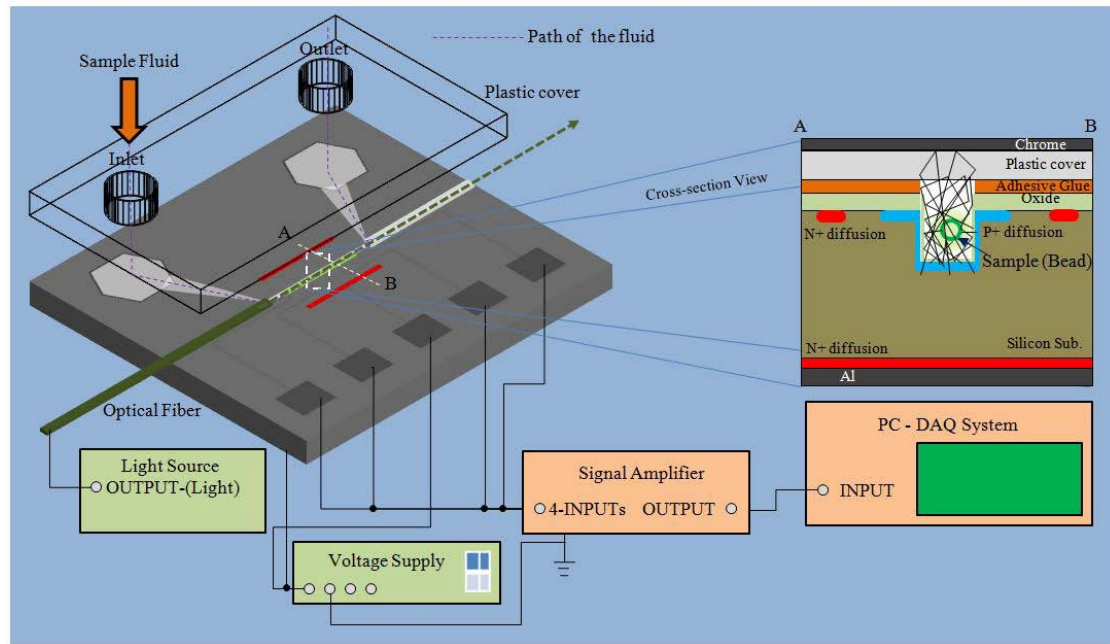 Path of the fluid
Outlet
Sample Fluid
Plastic cover
Inlet
A
B
Cross-section View
A
B
Chrome
Plastic cover
Adhesive Glue
Oxide
N+ diffusion
P+ diffusion
Sample (Bead)
N+ diffusion
Silicon Sub.
Al
Optical Fiber
Light Source
OUTPUT-(Light)
Signal Amplifier
4-INPUTs OUTPUT
PC - DAQ System
INPUT
Voltage Supply